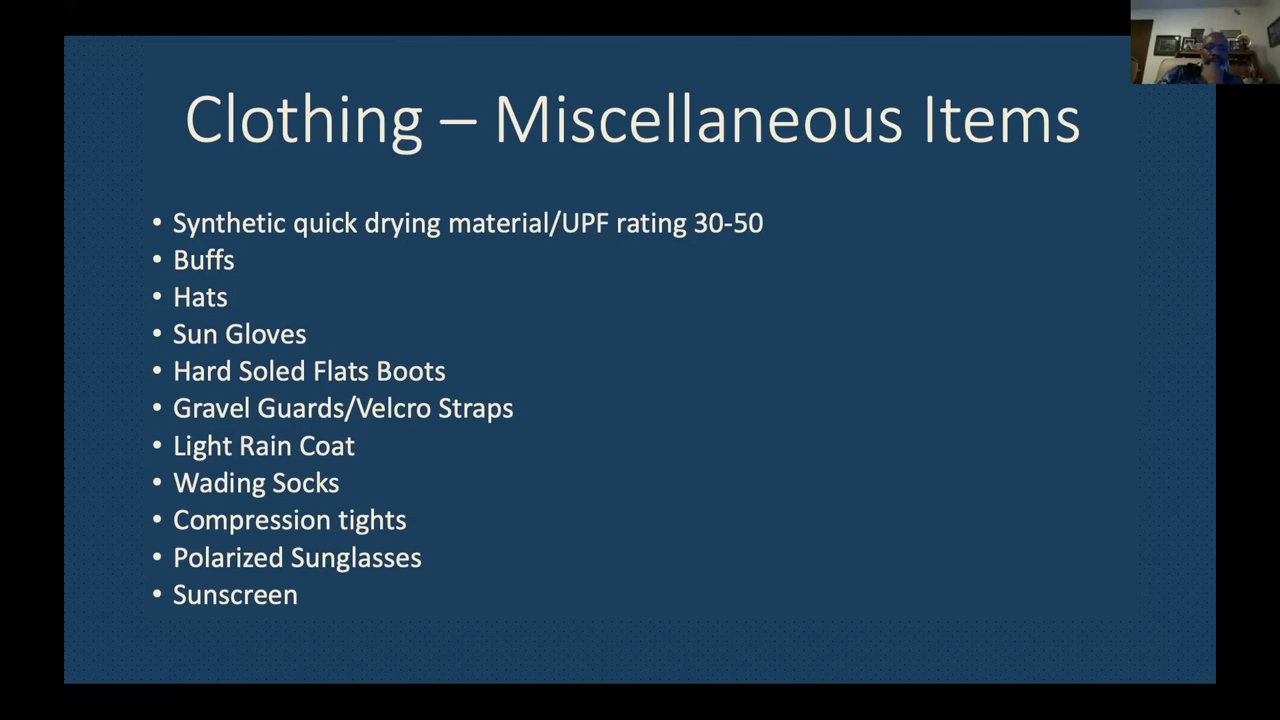 Clothing – Miscellaneous Items
• Synthetic quick drying material/UPF rating 30-50
• Buffs
• Hats
• Sun Gloves
• Hard Soled Flats Boots
• Gravel Guards/Velcro Straps
• Light Rain Coat
• Wading Socks
• Compression tights
• Polarized Sunglasses
• Sunscreen